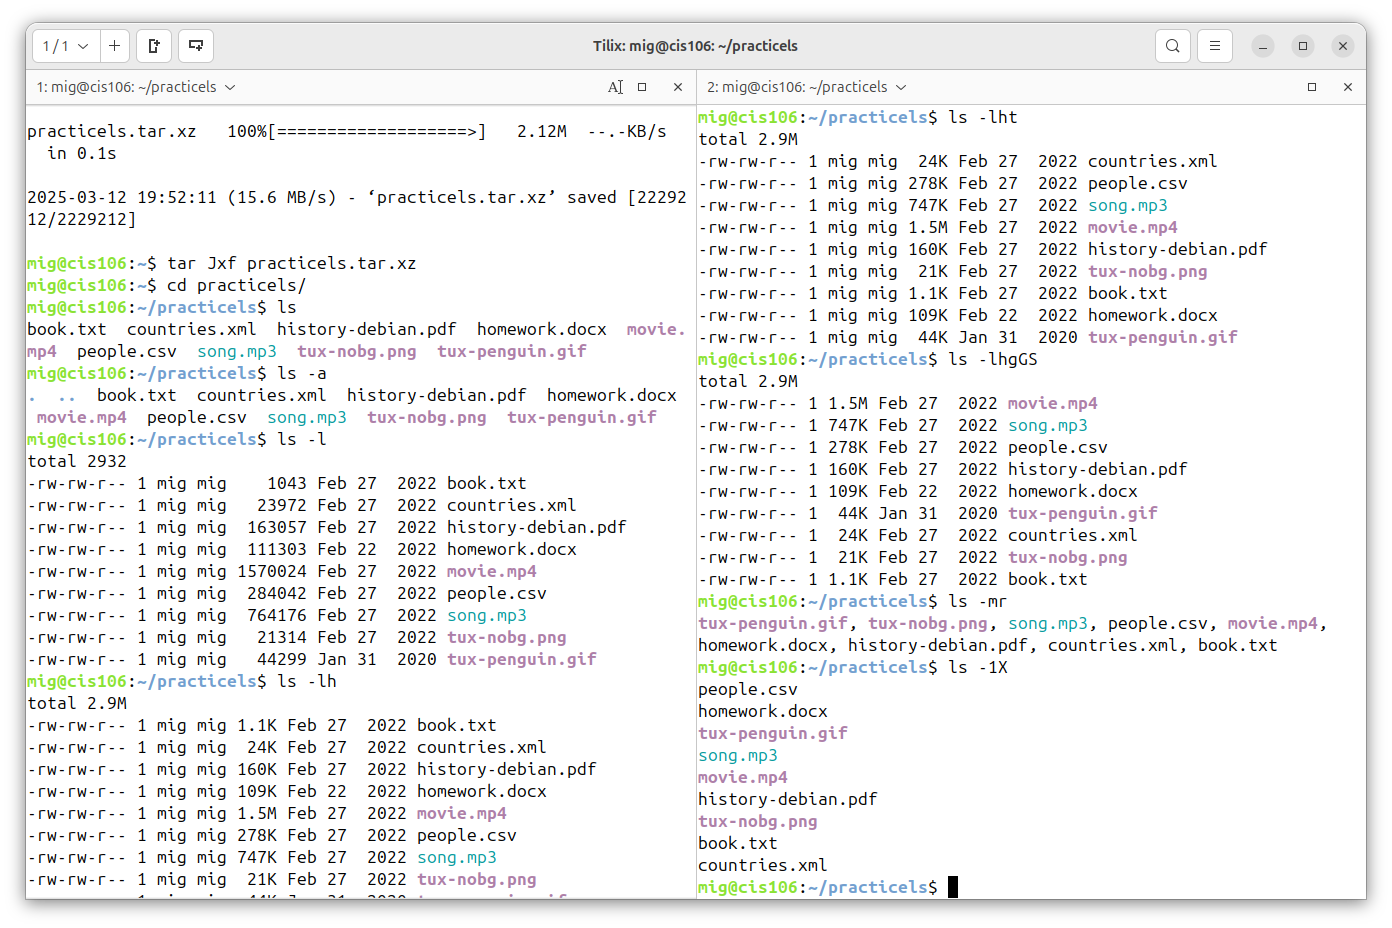 1 / 1
Tilix: mig@cis106: ~/practicels
1: mig@cis106: ~/practicels
practicels.tar.xz   100%[===================>]   2.12M  --.-KB/s
  in 0.1s
2025-03-12 19:52:11 (15.6 MB/s) - ‘practicels.tar.xz’ saved [22292
12/2229212]
mig@cis106:~$ tar Jxf practicels.tar.xz
mig@cis106:~$ cd practicels/
mig@cis106:~/practicels$ ls
book.txt  countries.xml  history-debian.pdf  homework.docx  movie.
mp4  people.csv  song.mp3  tux-nobg.png  tux-penguin.gif
mig@cis106:~/practicels$ ls -a
.  ..  book.txt  countries.xml  history-debian.pdf  homework.docx
 movie.mp4  people.csv  song.mp3  tux-nobg.png  tux-penguin.gif
mig@cis106:~/practicels$ ls -l
total 2932
-rw-rw-r-- 1 mig mig    1043 Feb 27  2022 book.txt
-rw-rw-r-- 1 mig mig   23972 Feb 27  2022 countries.xml
-rw-rw-r-- 1 mig mig  163057 Feb 27  2022 history-debian.pdf
-rw-rw-r-- 1 mig mig  111303 Feb 22  2022 homework.docx
-rw-rw-r-- 1 mig mig 1570024 Feb 27  2022 movie.mp4
-rw-rw-r-- 1 mig mig  284042 Feb 27  2022 people.csv
-rw-rw-r-- 1 mig mig  764176 Feb 27  2022 song.mp3
-rw-rw-r-- 1 mig mig   21314 Feb 27  2022 tux-nobg.png
-rw-rw-r-- 1 mig mig   44299 Jan 31  2020 tux-penguin.gif
mig@cis106:~/practicels$ ls -lh
total 2.9M
-rw-rw-r-- 1 mig mig 1.1K Feb 27  2022 book.txt
-rw-rw-r-- 1 mig mig  24K Feb 27  2022 countries.xml
-rw-rw-r-- 1 mig mig 160K Feb 27  2022 history-debian.pdf
-rw-rw-r-- 1 mig mig 109K Feb 22  2022 homework.docx
-rw-rw-r-- 1 mig mig 1.5M Feb 27  2022 movie.mp4
-rw-rw-r-- 1 mig mig 278K Feb 27  2022 people.csv
-rw-rw-r-- 1 mig mig 747K Feb 27  2022 song.mp3
-rw-rw-r-- 1 mig mig  21K Feb 27  2022 tux-nobg.png
2: mig@cis106: ~/practicels
mig@cis106:~/practicels$ ls -lht
total 2.9M
-rw-rw-r-- 1 mig mig  24K Feb 27  2022 countries.xml
-rw-rw-r-- 1 mig mig 278K Feb 27  2022 people.csv
-rw-rw-r-- 1 mig mig 747K Feb 27  2022 song.mp3
-rw-rw-r-- 1 mig mig 1.5M Feb 27  2022 movie.mp4
-rw-rw-r-- 1 mig mig 160K Feb 27  2022 history-debian.pdf
-rw-rw-r-- 1 mig mig  21K Feb 27  2022 tux-nobg.png
-rw-rw-r-- 1 mig mig 1.1K Feb 27  2022 book.txt
-rw-rw-r-- 1 mig mig 109K Feb 22  2022 homework.docx
-rw-rw-r-- 1 mig mig  44K Jan 31  2020 tux-penguin.gif
mig@cis106:~/practicels$ ls -lhgGS
total 2.9M
-rw-rw-r-- 1 1.5M Feb 27  2022 movie.mp4
-rw-rw-r-- 1 747K Feb 27  2022 song.mp3
-rw-rw-r-- 1 278K Feb 27  2022 people.csv
-rw-rw-r-- 1 160K Feb 27  2022 history-debian.pdf
-rw-rw-r-- 1 109K Feb 22  2022 homework.docx
-rw-rw-r-- 1  44K Jan 31  2020 tux-penguin.gif
-rw-rw-r-- 1  24K Feb 27  2022 countries.xml
-rw-rw-r-- 1  21K Feb 27  2022 tux-nobg.png
-rw-rw-r-- 1 1.1K Feb 27  2022 book.txt
mig@cis106:~/practicels$ ls -mr
tux-penguin.gif, tux-nobg.png, song.mp3, people.csv, movie.mp4,
homework.docx, history-debian.pdf, countries.xml, book.txt
mig@cis106:~/practicels$ ls -1X
people.csv
homework.docx
tux-penguin.gif
song.mp3
movie.mp4
history-debian.pdf
tux-nobg.png
book.txt
countries.xml
mig@cis106:~/practicels$